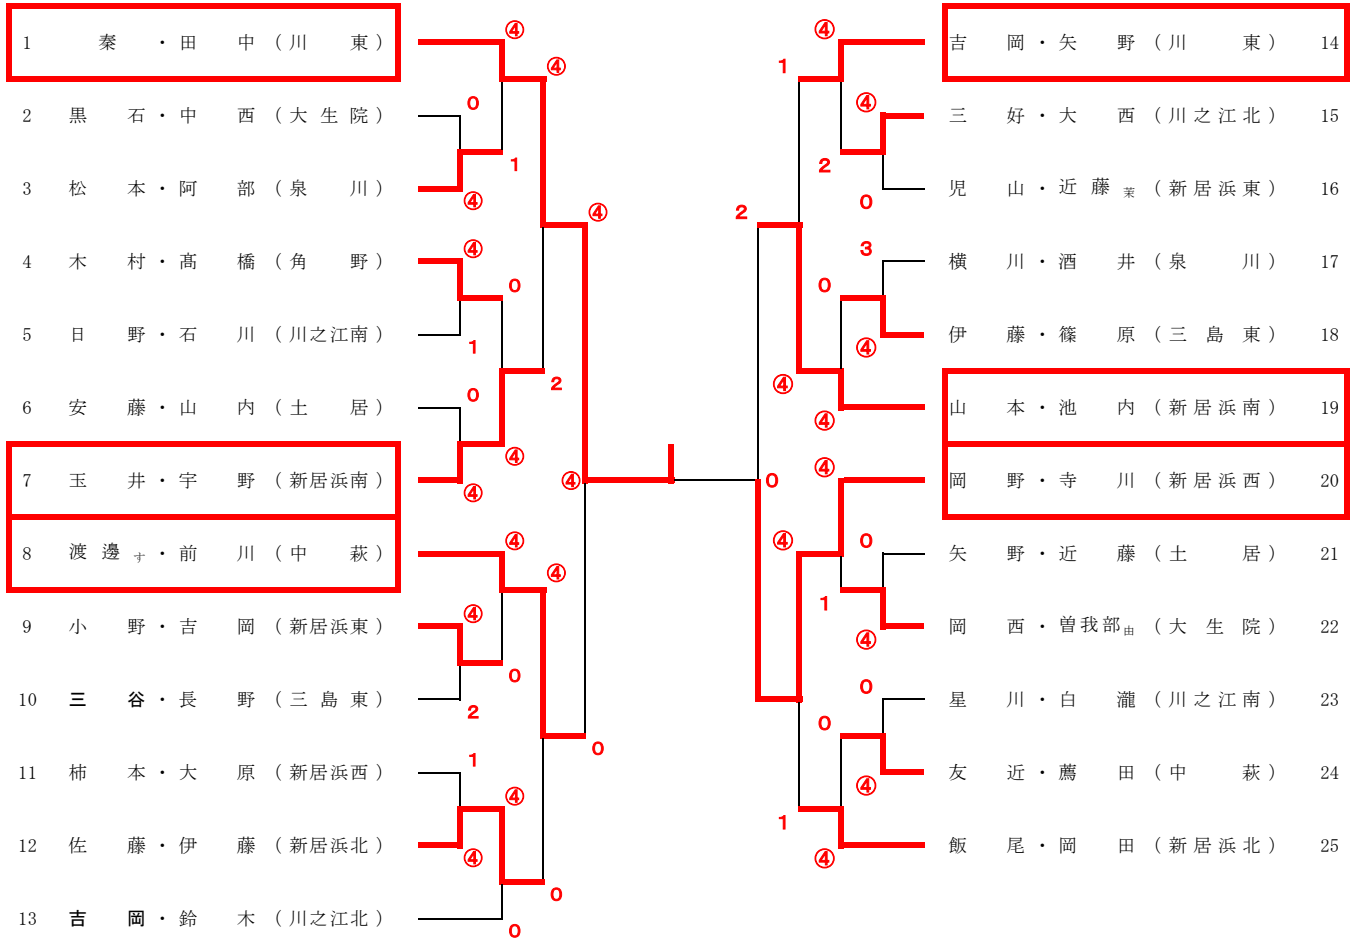 1 秦・田中(川東)
2 黒石・中西(大生院)
3 松本・阿部(泉川)
4 木村・髙橋(角野)
5 日野・石川(川之江南)
6 安藤・山内(土居)
7 玉井・宇野(新居浜南)
8 渡邊す・前川(中萩)
9 小野・吉岡(新居浜東)
10 三谷・長野(三島東)
11 柿本・大原(新居浜西)
12 佐藤・伊藤(新居浜北)
13 吉岡・鈴木(川之江北)
④
④
0
1
④
④
④
0
1
0
2
④
④
④
④
④
④
0
2
0
1
④
④
0
0
④
1
④
2
0
2
3
0
④
④
④
④
0
④
0
1
④
0
0
④
1
④
吉岡・矢野(川東) 14
三好・大西(川之江北) 15
児山・近藤茉(新居浜東) 16
横川・酒井(泉川) 17
伊藤・篠原(三島東) 18
山本・池内(新居浜南) 19
岡野・寺川(新居浜西) 20
矢野・近藤(土居) 21
岡西・曽我部由(大生院) 22
星川・白瀧(川之江南) 23
友近・薦田(中萩) 24
飯尾・岡田(新居浜北) 25